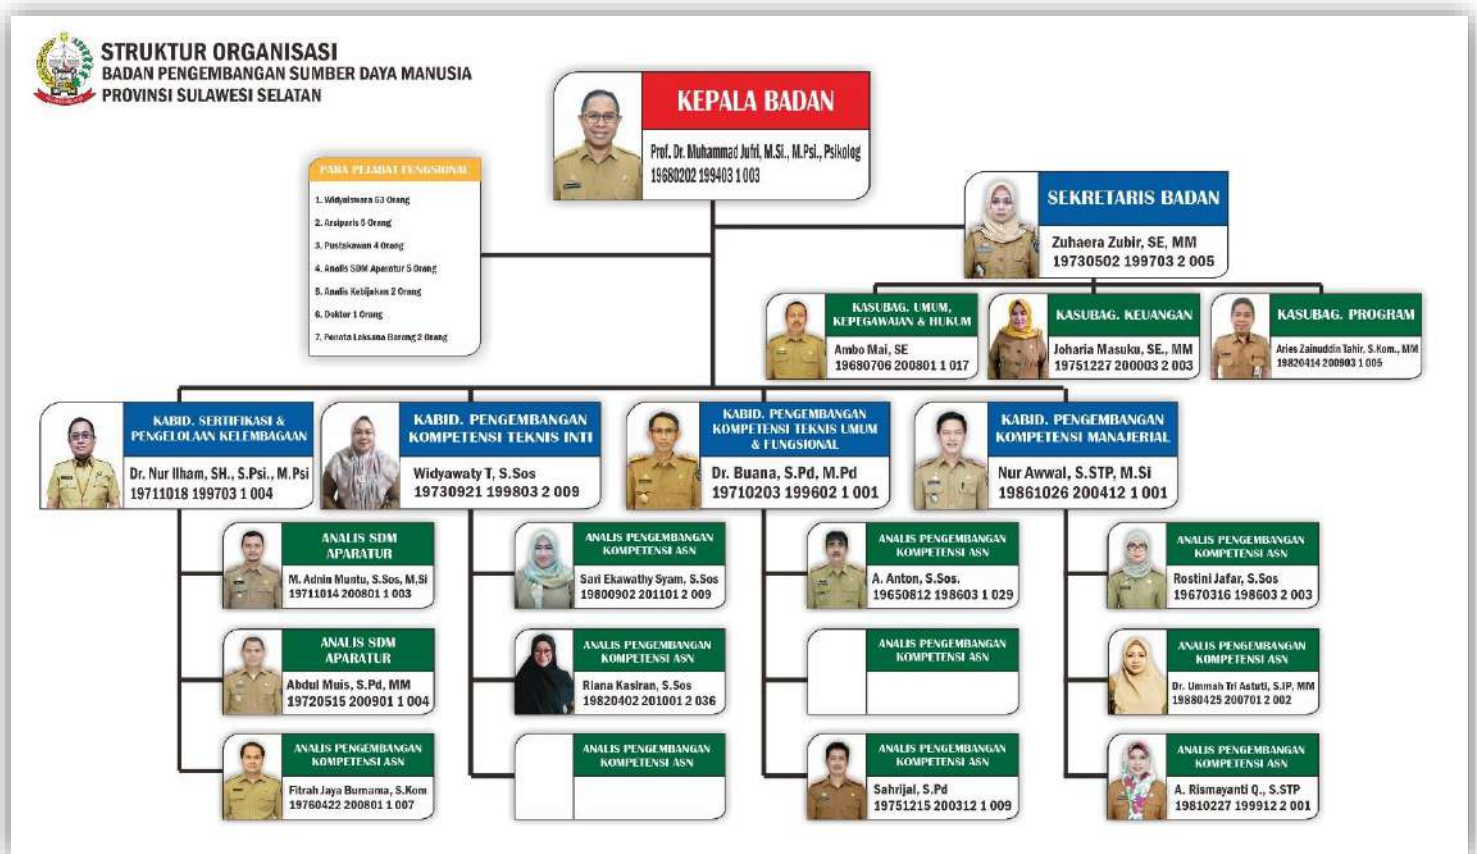 STRUKTUR ORGANISASI
BADAN PENGEMBANGAN SUMBER DAYA MANUSIA
PROVINSI SULAWESI SELATAN
KEPALA BADAN
Prof. Dr. Muhammad Jufri, M.Si., M.Psi., Psikolog
19680202 199403 1 003
PARA PEJABAT FUNGSIONAL
1. Widyaiswara 63 Orang
2. Arsiparis 6 Orang
3. Pustakawan 4 Orang
4. Analis SDM Aparatur 5 Orang
5. Analis Kebijakan 2 Orang
6. Dokter 1 Orang
7. Penata Laksana Barang 2 Orang
SEKRETARIS BADAN
Zuhaera Zubir, SE, MM
19730502 199703 2 005
KASUBAG. UMUM,
KEPEGAWAIAN & HUKUM
Ambo Mai, SE
19680706 200801 1 017
KASUBAG. KEUANGAN
Joharia Masuku, SE., MM
19751227 200003 2 003
KASUBAG. PROGRAM
Aries Zainuddin Tahir, S.Kom., MM
19820414 200903 1 005
KABID. SERTIFIKASI &
PENGELOLAAN KELEMBAGAAN
Dr. Nur Ilham, SH., S.Psi., M.Psi
19711018 199703 1 004
KABID. PENGEMBANGAN
KOMPETENSI TEKNIS INTI
Widyawaty T, S.Sos
19730921 199803 2 009
KABID. PENGEMBANGAN
KOMPETENSI TEKNIS UMUM
& FUNGSIONAL
Dr. Buana, S.Pd, M.Pd
19710203 199602 1 001
KABID. PENGEMBANGAN
KOMPETENSI MANAJERIAL
Nur Awwal, S.STP, M.Si
19861026 200412 1 001
ANALIS SDM
APARATUR
M. Adnin Muntu, S.Sos, M,Si
19711014 200801 1 003
ANALIS SDM
APARATUR
Abdul Muis, S.Pd, MM
19720515 200901 1 004
ANALIS PENGEMBANGAN
KOMPETENSI ASN
Fitrah Jaya Burnama, S.Kom
19760422 200801 1 007
ANALIS PENGEMBANGAN
KOMPETENSI ASN
Sari Ekawathy Syam, S.Sos
19800902 201101 2 009
ANALIS PENGEMBANGAN
KOMPETENSI ASN
Riana Kasiran, S.Sos
19820402 201001 2 036
ANALIS PENGEMBANGAN
KOMPETENSI ASN
ANALIS PENGEMBANGAN
KOMPETENSI ASN
A. Anton, S.Sos.
19650812 198603 1 029
ANALIS PENGEMBANGAN
KOMPETENSI ASN
ANALIS PENGEMBANGAN
KOMPETENSI ASN
Sahrijal, S.Pd
19751215 200312 1 009
ANALIS PENGEMBANGAN
KOMPETENSI ASN
Rostini Jafar, S.Sos
19670316 198603 2 003
ANALIS PENGEMBANGAN
KOMPETENSI ASN
Dr. Ummah Tri Astuti, S.IP, MM
19880425 200701 2 002
ANALIS PENGEMBANGAN
KOMPETENSI ASN
A. Rismayanti Q., S.STP
19810227 199912 2 001